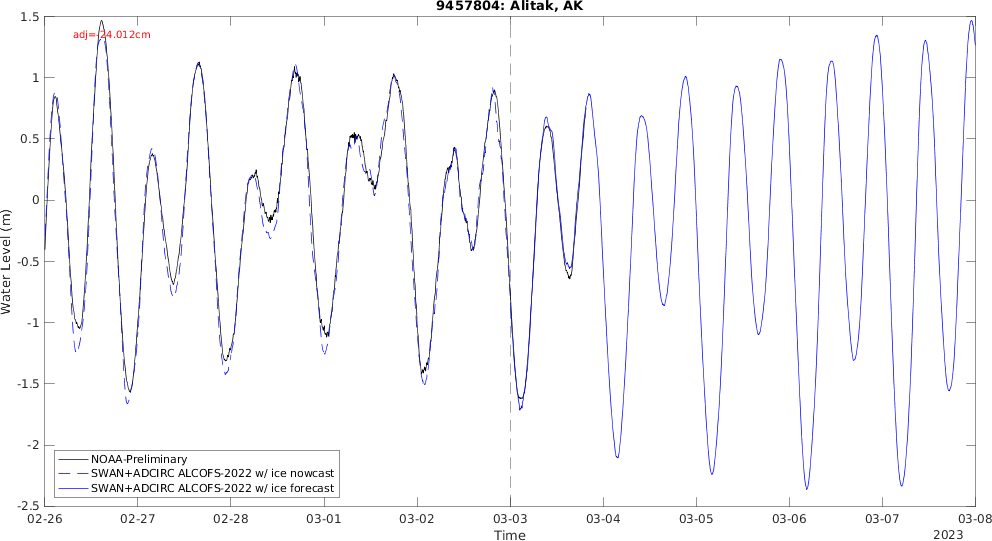 9457804: Alitak, AK
adj=-24.012cm
Water Level (m)
1.5
1
0.5
0
-0.5
-1
-1.5
-2
-2.5
NOAA-Preliminary
SWAN+ADCIRC ALCOFS-2022 w/ ice nowcast
SWAN+ADCIRC ALCOFS-2022 w/ ice forecast
02-26 02-27 02-28 03-01 03-02 03-03 03-04 03-05 03-06 03-07 03-08
Time
2023